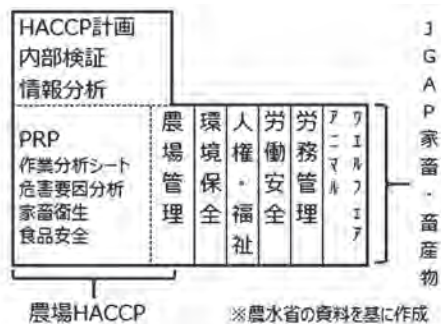 HACCP計画
内部検証
情報分析
PRP
作業分析シート
危害要因分析
家畜衛生
食品安全
農場管理
環境保全
人権・福祉
労働安全
労務管理
アニマル
ウエルフェア
JGAP家畜・畜産物
農場HACCP
※農水省の資料を基に作成